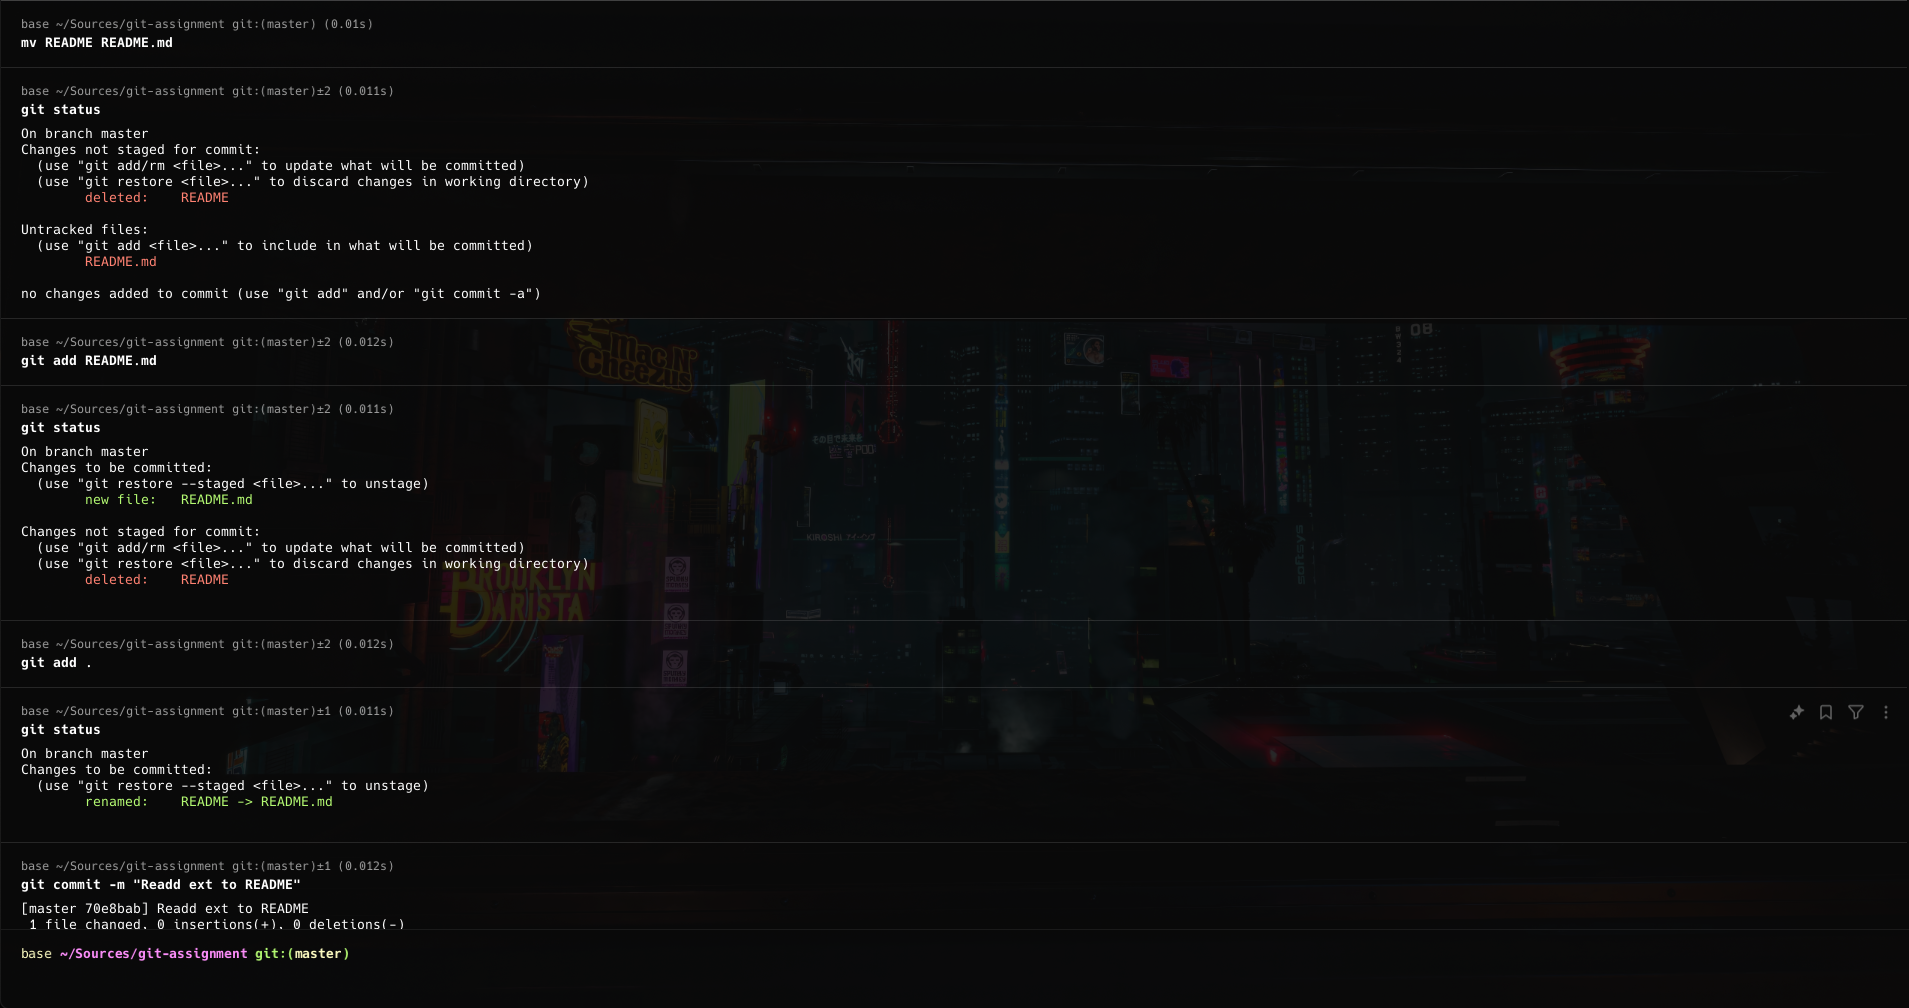 base ~/Sources/git-assignment git:(master) (0.01s)
mv README README.md
base ~/Sources/git-assignment git:(master)±2 (0.011s)
git status
On branch master
Changes not staged for commit:
  (use "git add/rm <file>..." to update what will be committed)
  (use "git restore <file>..." to discard changes in working directory)
        deleted:    README

Untracked files:
  (use "git add <file>..." to include in what will be committed)
        README.md

no changes added to commit (use "git add" and/or "git commit -a")
base ~/Sources/git-assignment git:(master)±2 (0.012s)
git add README.md
base ~/Sources/git-assignment git:(master)±2 (0.011s)
git status
On branch master
Changes to be committed:
  (use "git restore --staged <file>..." to unstage)
        new file:   README.md

Changes not staged for commit:
  (use "git add/rm <file>..." to update what will be committed)
  (use "git restore <file>..." to discard changes in working directory)
        deleted:    README

base ~/Sources/git-assignment git:(master)±2 (0.012s)
git add .
base ~/Sources/git-assignment git:(master)±1 (0.011s)
git status
On branch master
Changes to be committed:
  (use "git restore --staged <file>..." to unstage)
        renamed:    README -> README.md

base ~/Sources/git-assignment git:(master)±1 (0.012s)
git commit -m "Readd ext to README"
[master 70e8bab] Readd ext to README
 1 file changed, 0 insertions(+), 0 deletions(-)
base ~/Sources/git-assignment git:(master)
Mac N'
Cheezus
08
KIROSHI
BROOKLYN
BARISTA
softsys